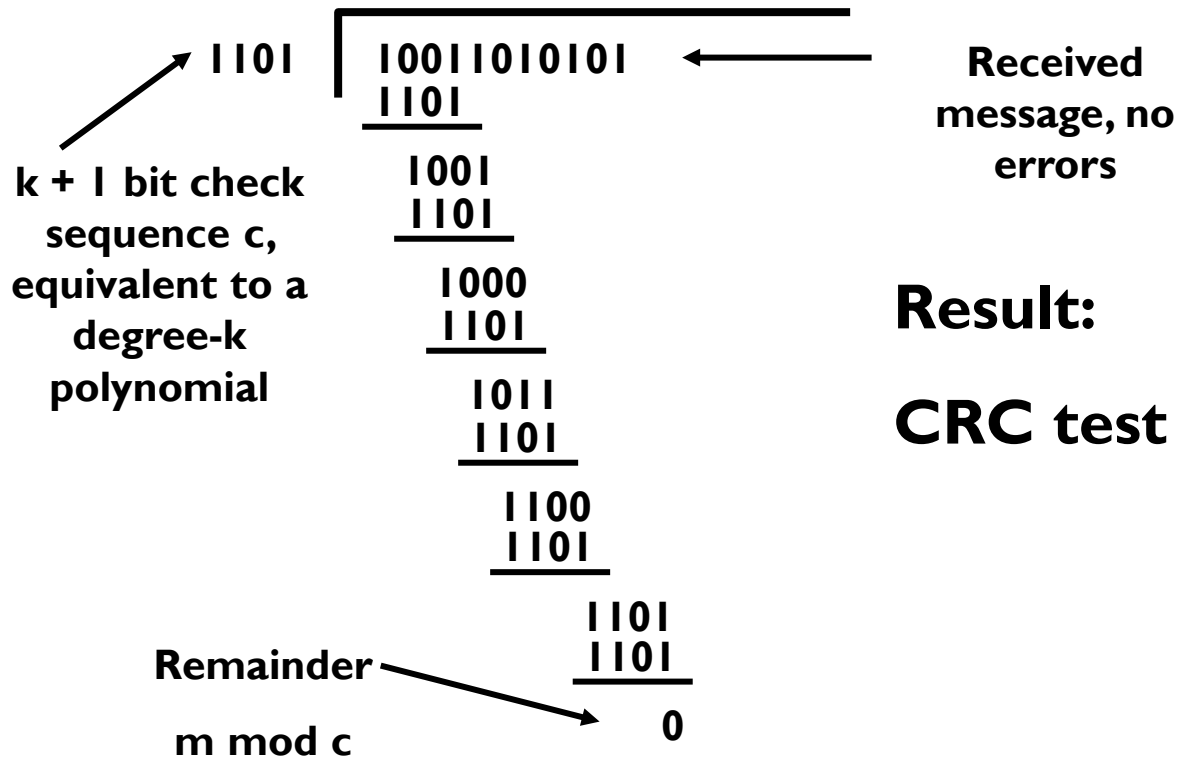 1101
10011010101
1101
1001
1101
1000
1101
1011
1101
1100
1101
1101
1101
0
k + 1 bit check
sequence c,
equivalent to a
degree-k
polynomial
Received
message, no
errors
Result:
CRC test
Remainder
m mod c